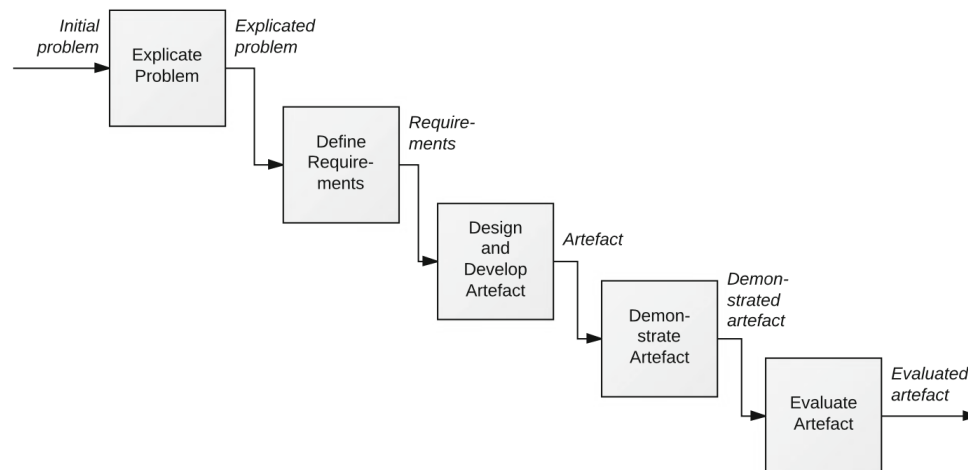 Initial
problem
Explicate
Problem
Explicated
problem
Define
Require-
ments
Require-
ments
Design
and
Develop
Artefact
Artefact
Demon-
strate
Artefact
Demon-
strated
artefact
Evaluate
Artefact
Evaluated
artefact